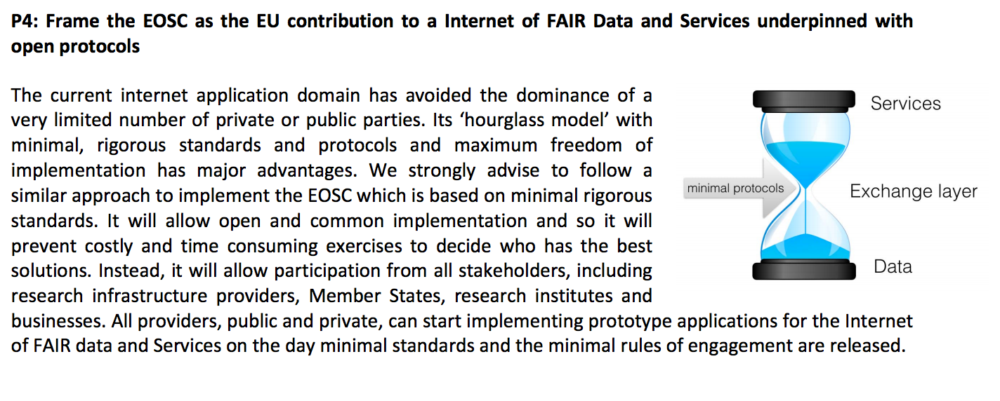 P4: Frame the EOSC as the EU contribution to a Internet of FAIR Data and Services underpinned with
open protocols
The current internet application domain has avoided the dominance of a
very limited number of private or public parties. Its ‘hourglass model’ with
minimal, rigorous standards and protocols and maximum freedom of
implementation has major advantages. We strongly advise to follow a
similar approach to implement the EOSC which is based on minimal rigorous
standards. It will allow open and common implementation and so it will
prevent costly and time consuming exercises to decide who has the best
solutions. Instead, it will allow participation from all stakeholders, including
research infrastructure providers, Member States, research institutes and
businesses. All providers, public and private, can start implementing prototype applications for the Internet
of FAIR data and Services on the day minimal standards and the minimal rules of engagement are released.
Services
minimal protocols
Exchange layer
Data